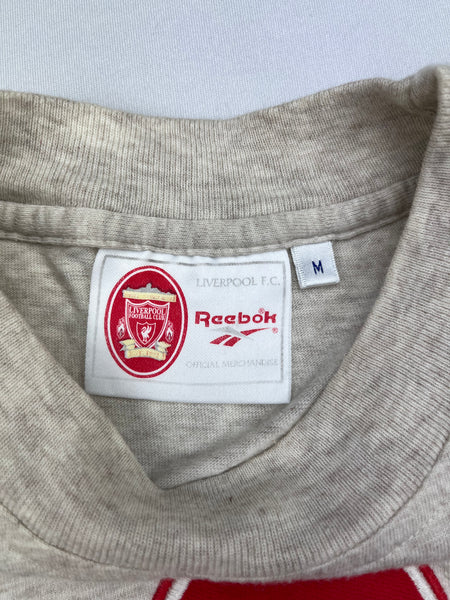 LIVERPOOL F.C.
LIVERPOOL
FOOTBALL CLUB
Reebok
OFFICIAL MERCHANDISE
M